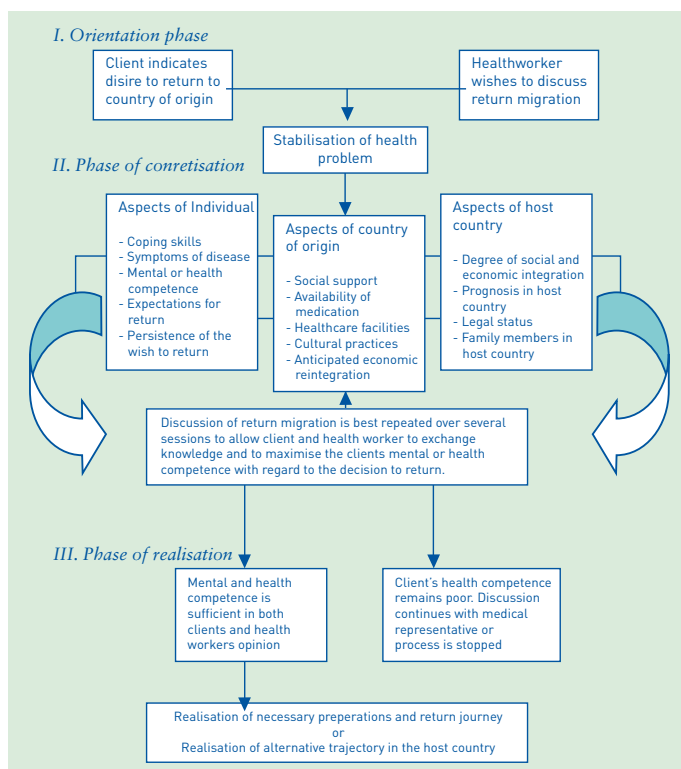 I. Orientation phase
Client indicates
disire to return to
country of origin
Healthworker
wishes to discuss
return migration
Stabilisation of health
problem
II. Phase of conretisation
Aspects of Individual
- Coping skills
- Symptoms of disease
- Mental or health
competence
- Expectations for
return
- Persistence of the
wish to return
Aspects of country
of origin
- Social support
- Availability of
medication
- Healthcare facilities
- Cultural practices
- Anticipated economic
reintegration
Aspects of host
country
- Degree of social and
economic integration
- Prognosis in host
country
- Legal status
- Family members in
host country
Discussion of return migration is best repeated over several
sessions to allow client and health worker to exchange
knowledge and to maximise the clients mental or health
competence with regard to the decision to return.
III. Phase of realisation
Mental and health
competence is
sufficient in both
clients and health
workers opinion
Client's health competence
remains poor. Discussion
continues with medical
representative or
process is stopped
Realisation of necessary preperations and return journey
or
Realisation of alternative trajectory in the host country